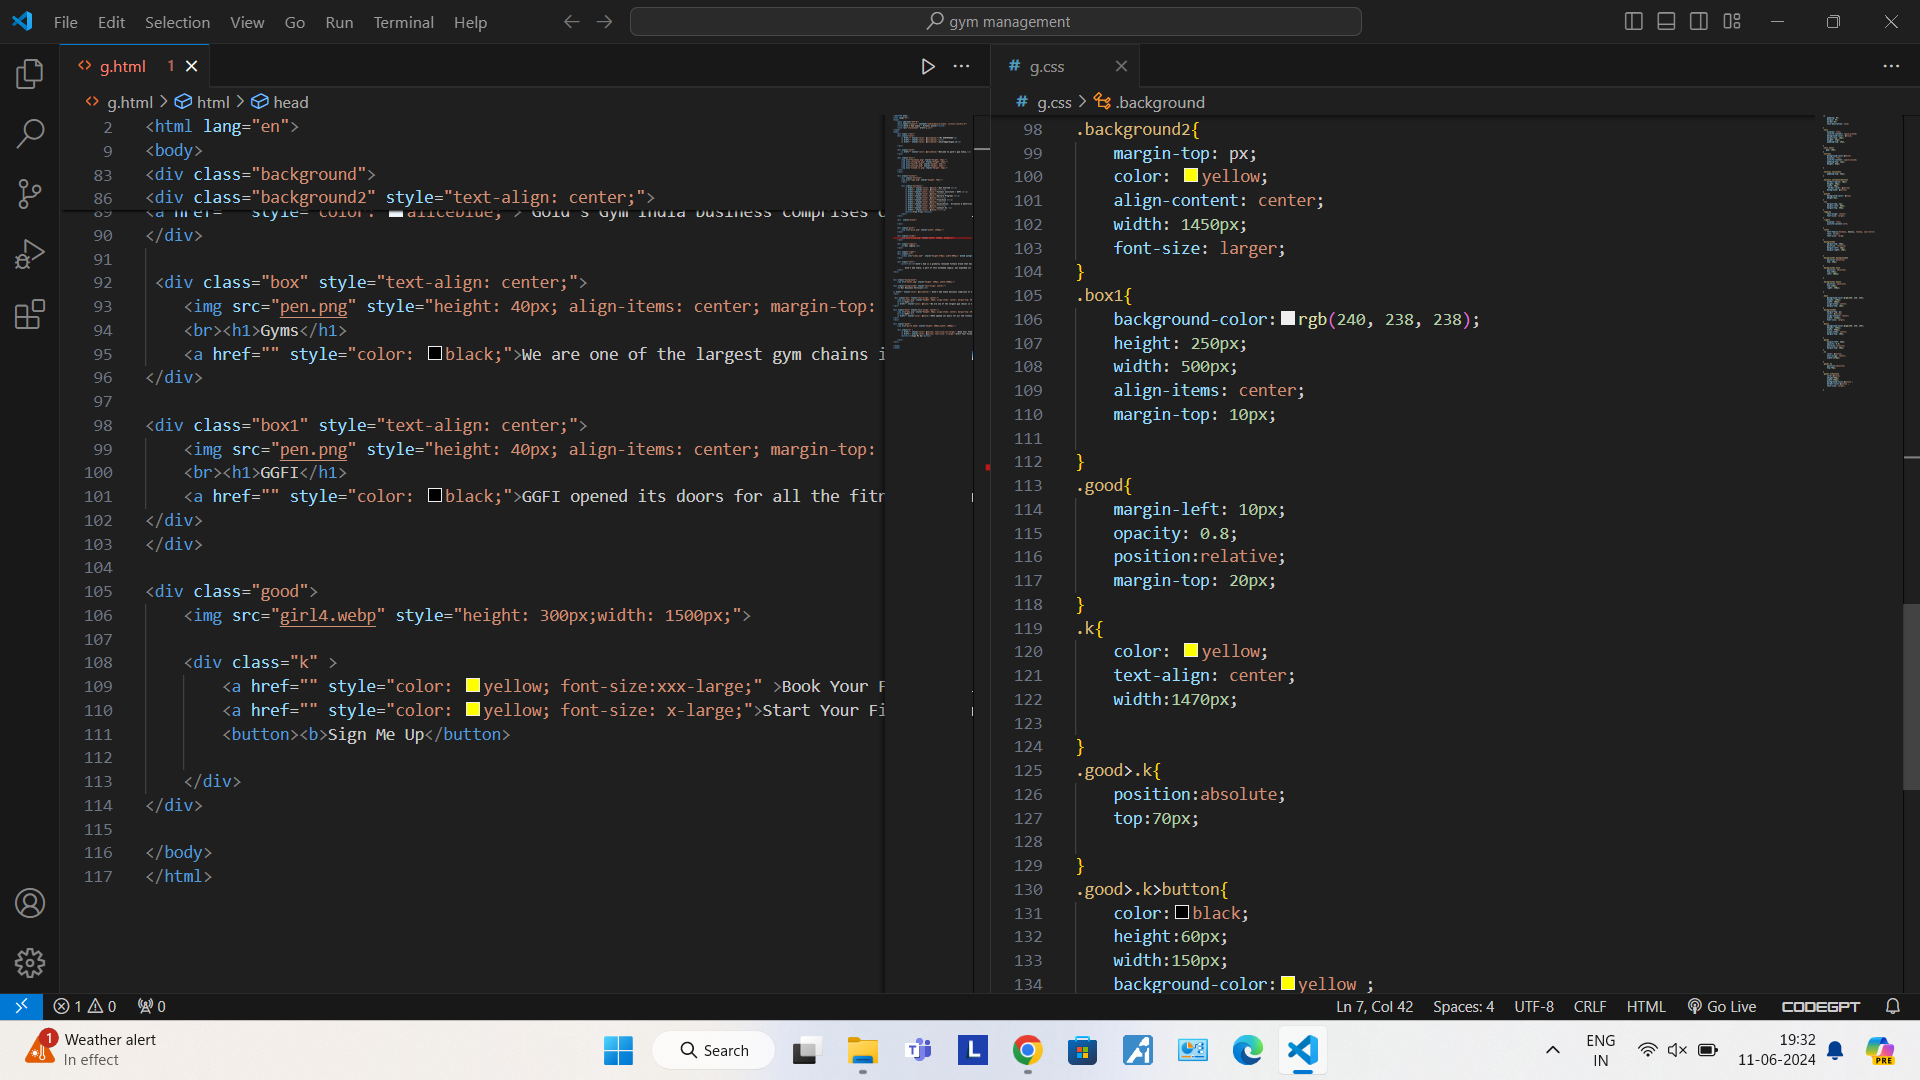 File Edit Selection View Go Run Terminal Help
gym management
g.html 1
g.html > html > head
2 <html lang="en">
9 <body>
83 <div class="background">
86 <div class="background2" style="text-align: center;">
89 <a href="" style="color: aliceblue;"> Gold's Gym India business comprises
90 </div>
91
92 <div class="box" style="text-align: center;">
93 <img src="pen.png" style="height: 40px; align-items: center; margin-top:
94 <br><h1>Gyms</h1>
95 <a href="" style="color: black;">We are one of the largest gym chains i
96 </div>
97
98 <div class="box1" style="text-align: center;">
99 <img src="pen.png" style="height: 40px; align-items: center; margin-top:
100 <br><h1>GGFI</h1>
101 <a href="" style="color: black;">GGFI opened its doors for all the fitn
102 </div>
103 </div>
104
105 <div class="good">
106 <img src="girl4.webp" style="height: 300px;width: 1500px;">
107
108 <div class="k" >
109 <a href="" style="color: yellow; font-size:xxx-large;" >Book Your F
110 <a href="" style="color: yellow; font-size: x-large;">Start Your Fi
111 <button><b>Sign Me Up</button>
112
113 </div>
114 </div>
115
116 </body>
117 </html>
# g.css
# g.css > .background
98 .background2{
99 margin-top: px;
100 color: yellow;
101 align-content: center;
102 width: 1450px;
103 font-size: larger;
104 }
105 .box1{
106 background-color: rgb(240, 238, 238);
107 height: 250px;
108 width: 500px;
109 align-items: center;
110 margin-top: 10px;
111
112 }
113 .good{
114 margin-left: 10px;
115 opacity: 0.8;
116 position:relative;
117 margin-top: 20px;
118 }
119 .k{
120 color: yellow;
121 text-align: center;
122 width:1470px;
123
124 }
125 .good>.k{
126 position:absolute;
127 top:70px;
128
129 }
130 .good>.k>button{
131 color: black;
132 height:60px;
133 width:150px;
134 background-color: yellow ;
1 0 0 Ln 7, Col 42 Spaces: 4 UTF-8 CRLF HTML Go Live CODEGPT
1 Weather alert
In effect
Search
L
PRE
ENG
IN
19:32
11-06-2024